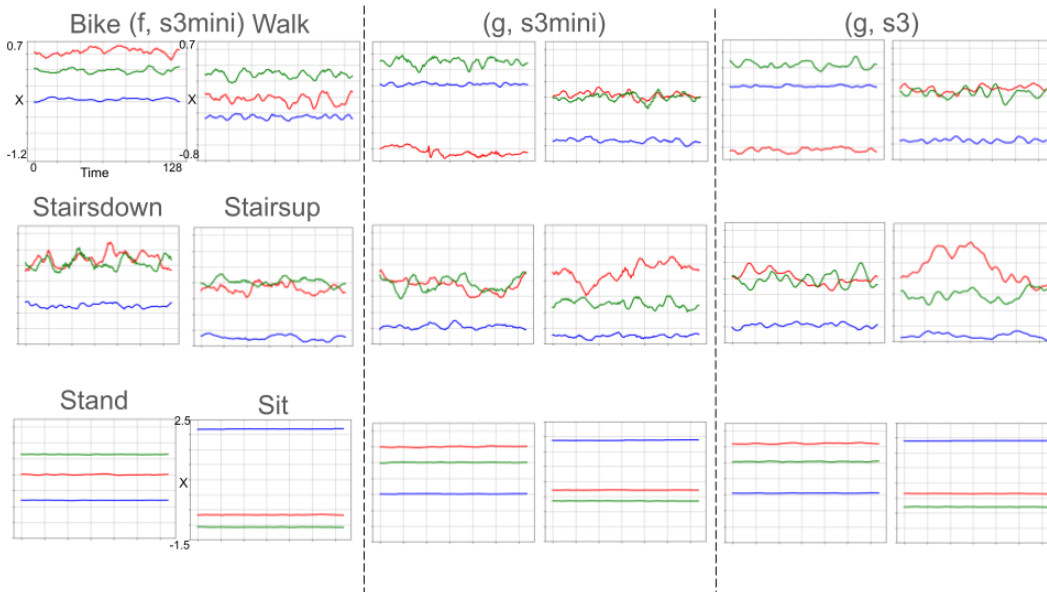 Bike (f, s3mini) Walk
(g, s3mini)
(g, s3)
0.7
0.7
X
X
-1.2
0
Time
128
-0.8
Stairsdown
Stairsup
Stand
Sit
2.5
X
-1.5